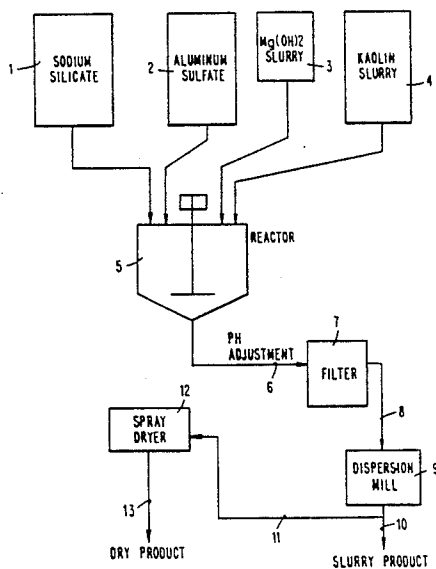 1
SODIUM
SILICATE
2
ALUMINUM
SULFATE
Mg(OH)2
SLURRY
3
KAOLIN
SLURRY
4
REACTOR
5
PH
ADJUSTMENT
6
7
FILTER
8
12
SPRAY
DRYER
DISPERSION
MILL
9
13
11
10
DRY PRODUCT
SLURRY PRODUCT